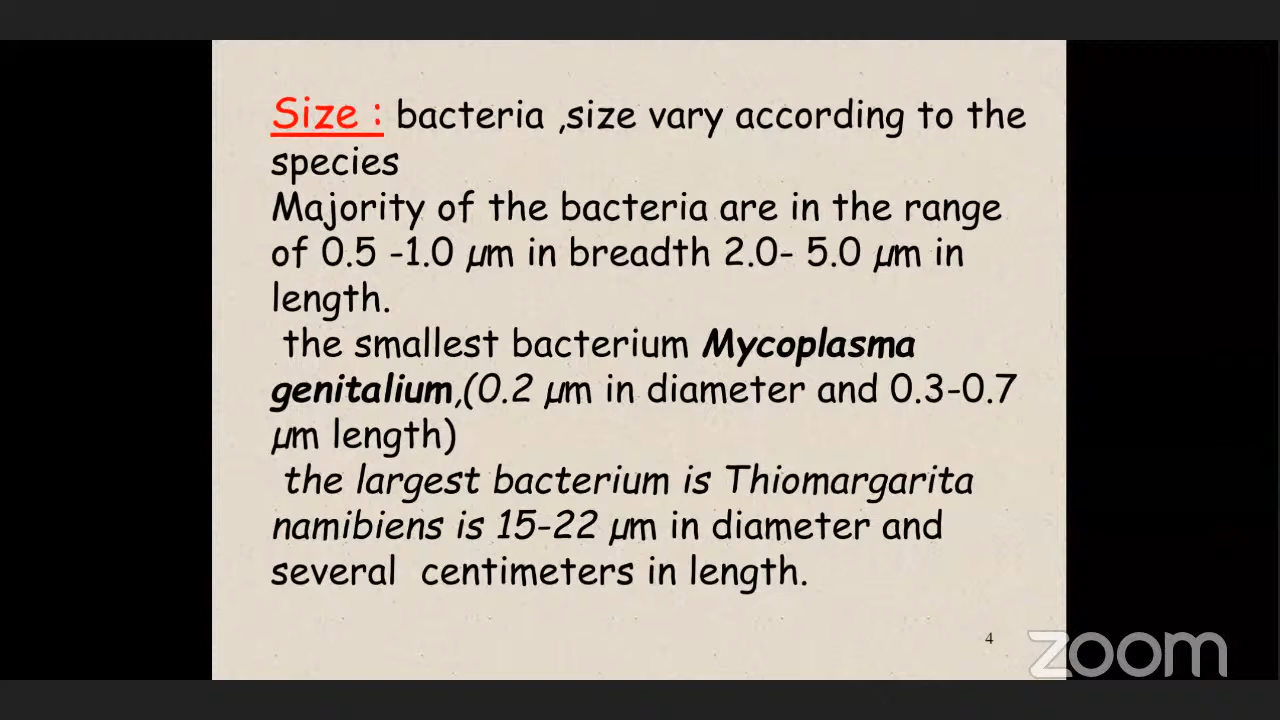 Size : bacteria ,size vary according to the
species
Majority of the bacteria are in the range
of 0.5 -1.0 µm in breadth 2.0- 5.0 µm in
length.
the smallest bacterium Mycoplasma
genitalium,(0.2 µm in diameter and 0.3-0.7
µm length)
the largest bacterium is Thiomargarita
namibiens is 15-22 µm in diameter and
several centimeters in length.
4
zoom